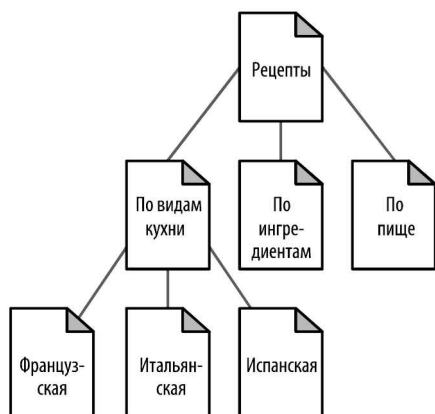 Рецепты
По видам
кухни
По
ингре-
диентам
По
пище
Француз-
ская
Итальян-
ская
Испанская